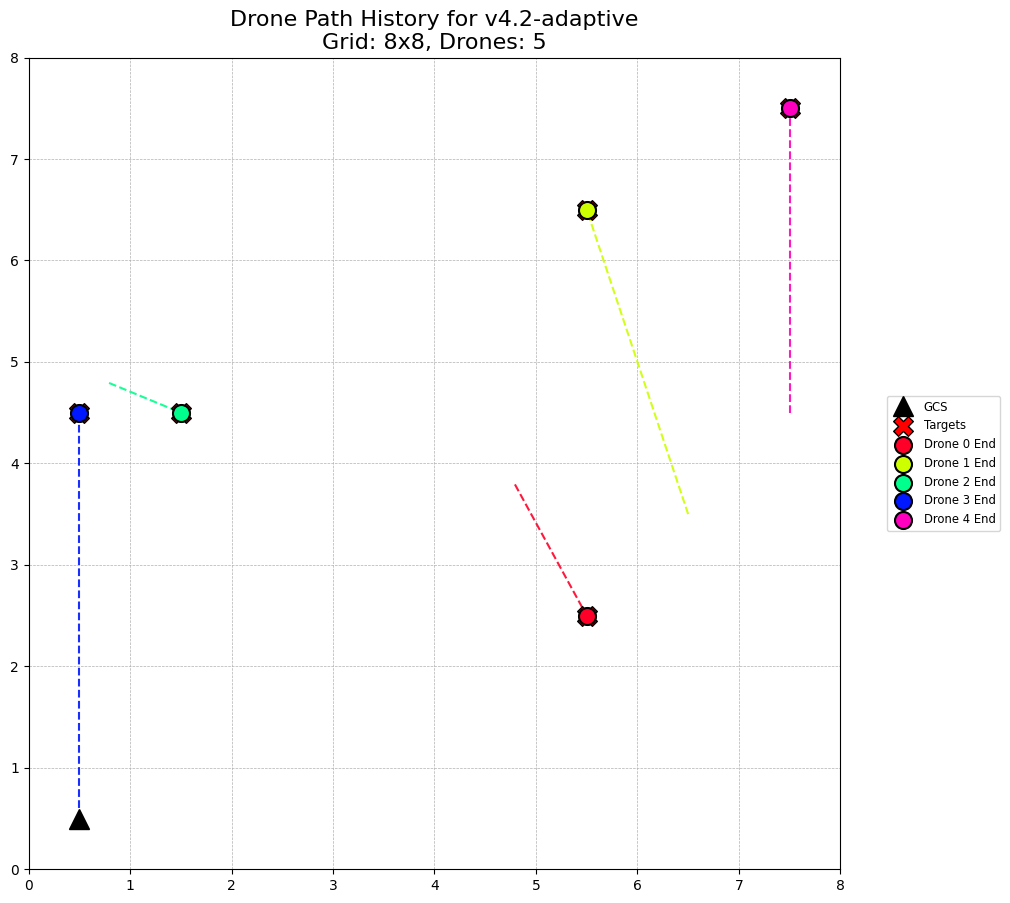 Drone Path History for v4.2-adaptive
Grid: 8x8, Drones: 5
8
7
6
5
4
3
2
1
0
0 1 2 3 4 5 6 7 8
GCS
Targets
Drone 0 End
Drone 1 End
Drone 2 End
Drone 3 End
Drone 4 End